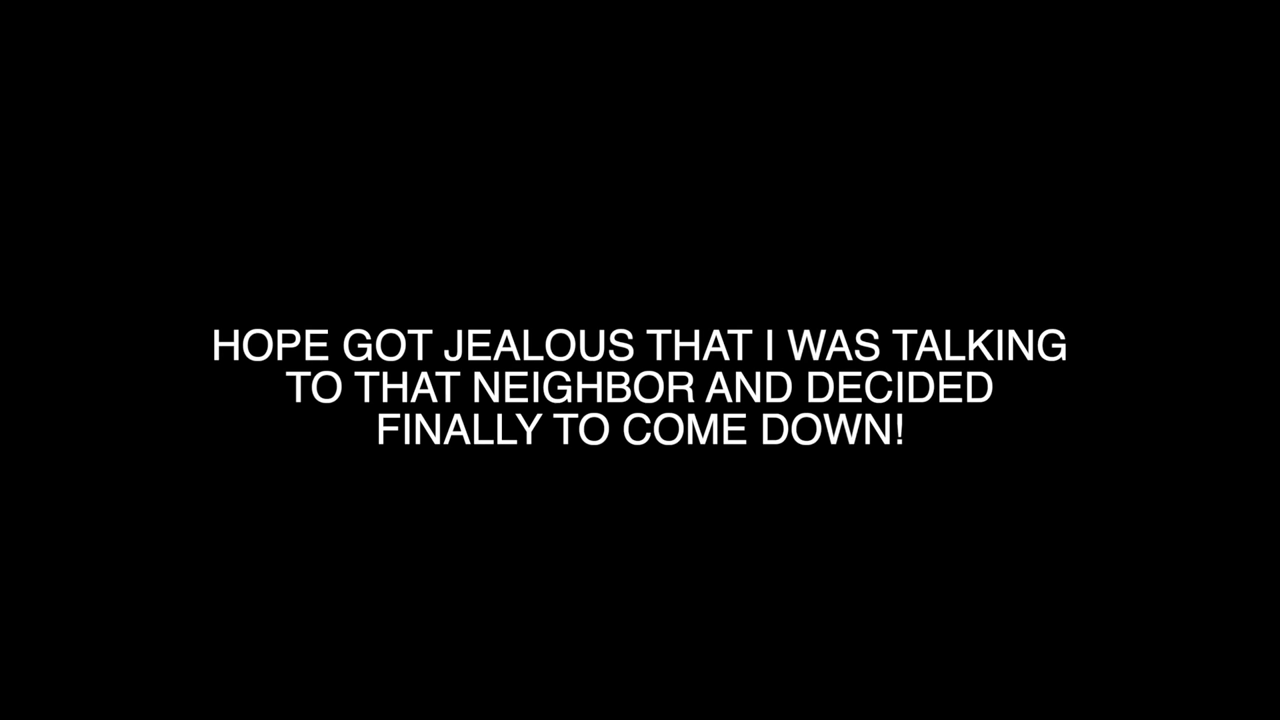 HOPE GOT JEALOUS THAT I WAS TALKING
TO THAT NEIGHBOR AND DECIDED
FINALLY TO COME DOWN!